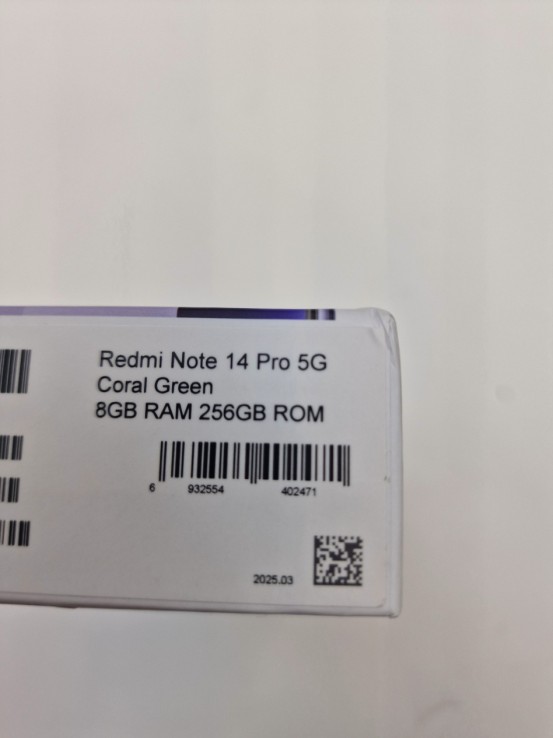 Redmi Note 14 Pro 5G
Coral Green
8GB RAM 256GB ROM
6 932554 402471
2025.03